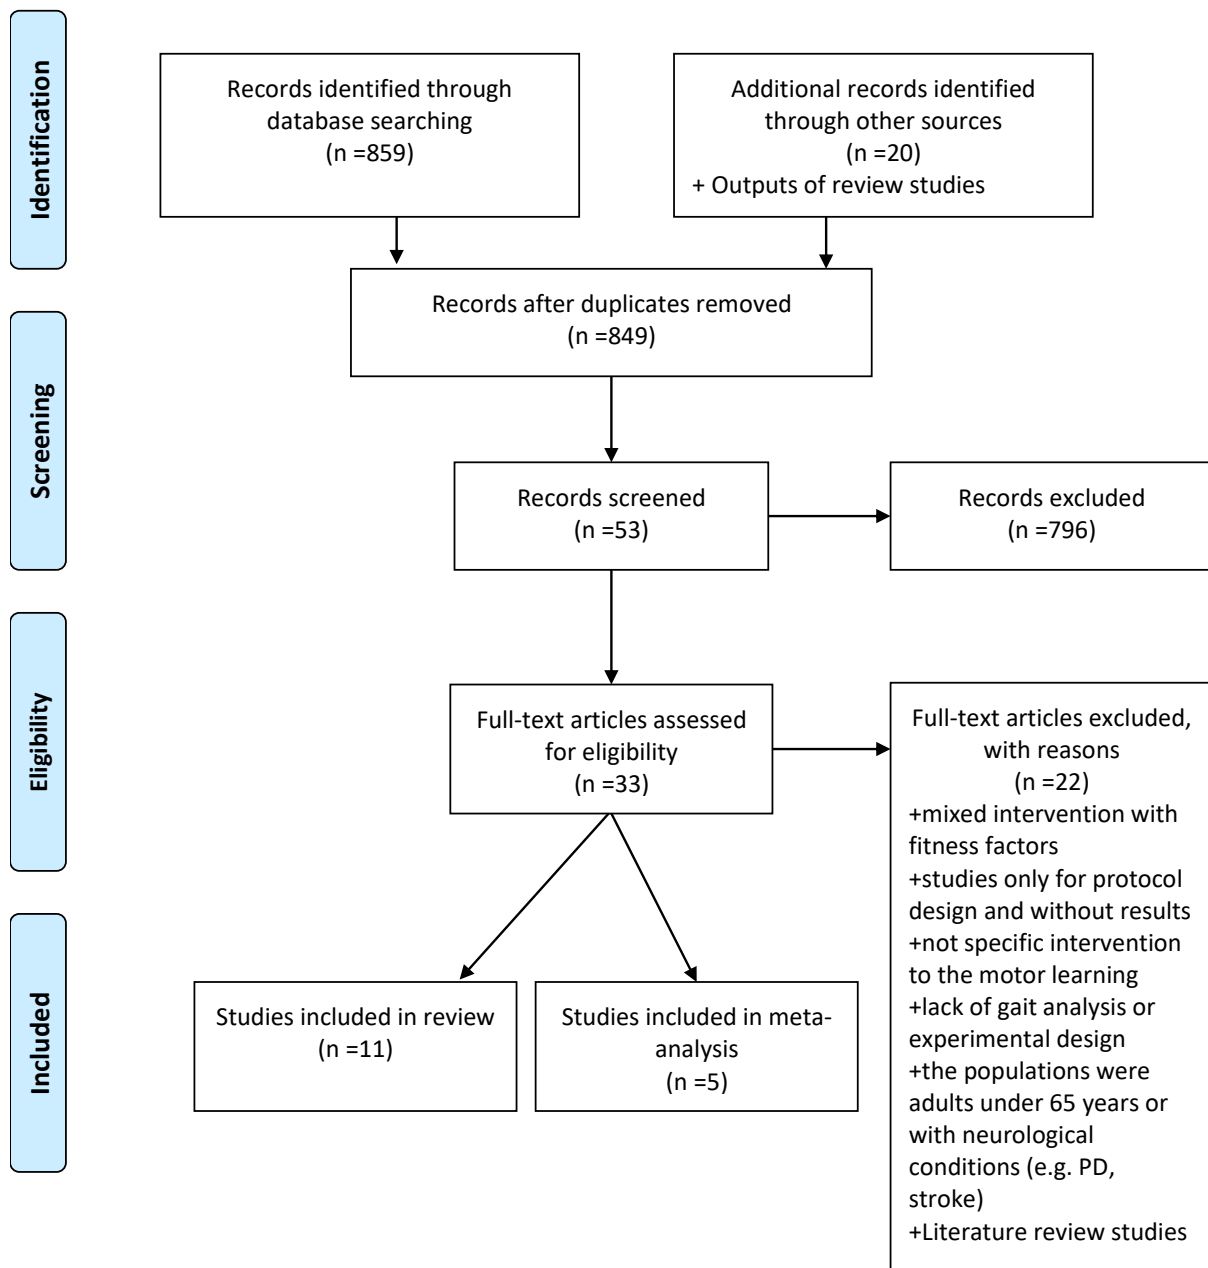 Identification
Records identified through
database searching
(n =859)
Additional records identified
through other sources
(n =20)
+ Outputs of review studies
Records after duplicates removed
(n =849)
Screening
Records screened
(n =53)
Records excluded
(n =796)
Eligibility
Full-text articles assessed
for eligibility
(n =33)
Full-text articles excluded,
with reasons
(n =22)
+mixed intervention with
fitness factors
+studies only for protocol
design and without results
+not specific intervention
to the motor learning
+lack of gait analysis or
experimental design
+the populations were
adults under 65 years or
with neurological
conditions (e.g. PD,
stroke)
+Literature review studies
Included
Studies included in review
(n =11)
Studies included in meta-
analysis
(n =5)